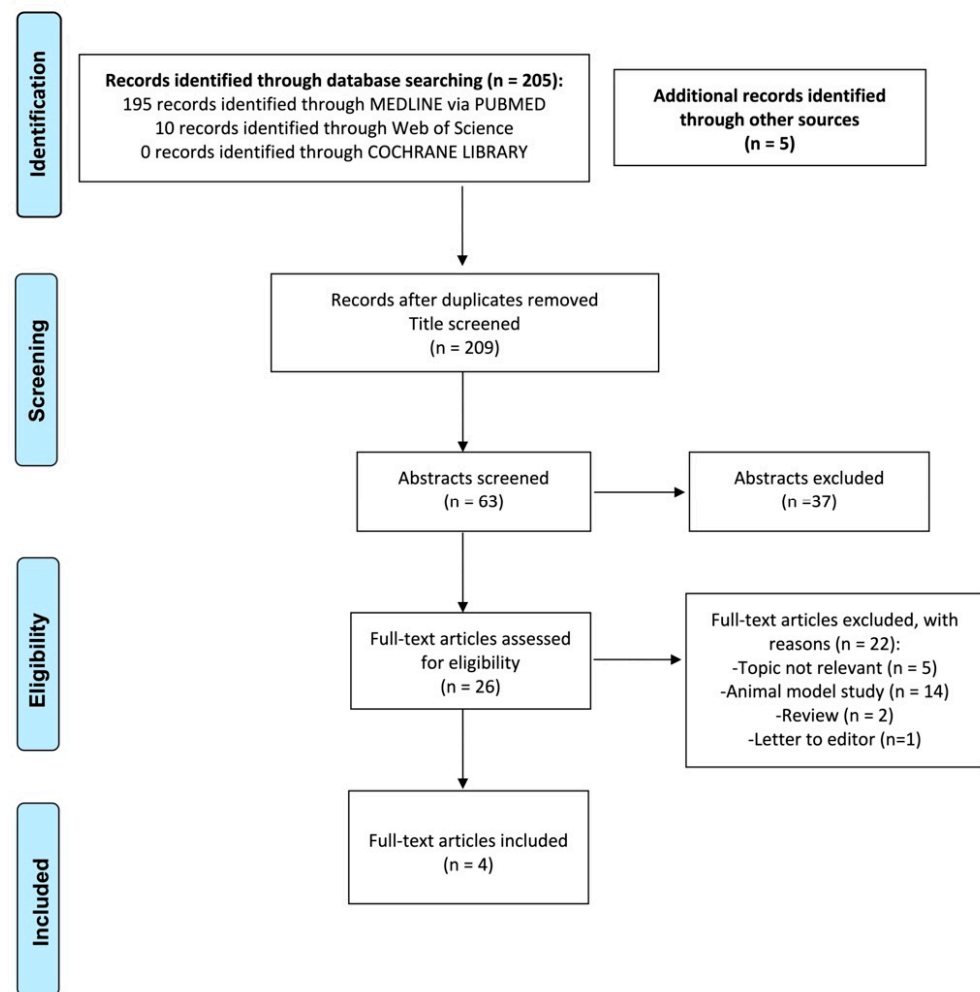 Identification
Records identified through database searching (n = 205):
195 records identified through MEDLINE via PUBMED
10 records identified through Web of Science
0 records identified through COCHRANE LIBRARY
Additional records identified
through other sources
(n = 5)
Screening
Records after duplicates removed
Title screened
(n = 209)
Abstracts screened
(n = 63)
Abstracts excluded
(n =37)
Eligibility
Full-text articles assessed
for eligibility
(n = 26)
Full-text articles excluded, with
reasons (n = 22):
-Topic not relevant (n = 5)
-Animal model study (n = 14)
-Review (n = 2)
-Letter to editor (n=1)
Included
Full-text articles included
(n = 4)